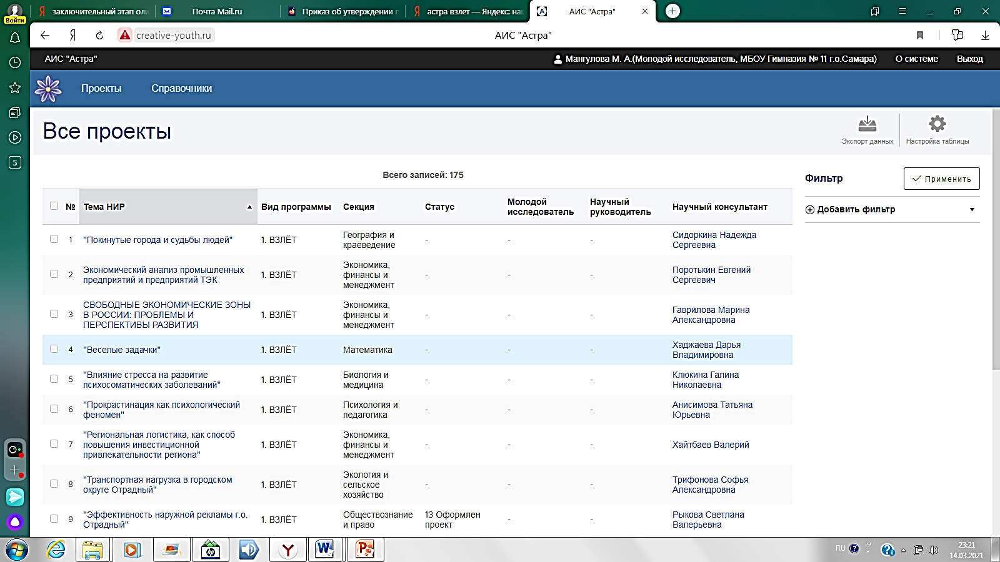 Войти
заключительный этап оли
Почта Mail.ru
Приказ об утверждении п
астра взлет — Яндекс: наш
АИС "Астра"
creative-youth.ru
АИС "Астра"
АИС "Астра"
Мангулова М. А.(Молодой исследователь, МБОУ Гимназия № 11 г.о.Самара)
О системе
Выход
Проекты
Справочники
5
Все проекты
Экспорт данных
Настройка таблицы
Всего записей: 175
Фильтр
Применить
Добавить фильтр
№
Тема НИР
Вид программы
Секция
Статус
Молодой
исследователь
Научный
руководитель
Научный консультант
1
"Покинутые города и судьбы людей"
1. ВЗЛЁТ
География и
краеведение
-
-
-
Сидоркина Надежда
Сергеевна
2
Экономический анализ промышленных
предприятий и предприятий ТЭК
1. ВЗЛЁТ
Экономика,
финансы и
менеджмент
-
-
-
Поротькин Евгений
Сергеевич
3
СВОБОДНЫЕ ЭКОНОМИЧЕСКИЕ ЗОНЫ
В РОССИИ: ПРОБЛЕМЫ И
ПЕРСПЕКТИВЫ РАЗВИТИЯ
1. ВЗЛЁТ
Экономика,
финансы и
менеджмент
-
-
-
Гаврилова Марина
Александровна
4
"Веселые задачки"
1. ВЗЛЁТ
Математика
-
-
-
Хаджаева Дарья
Владимировна
5
"Влияние стресса на развитие
психосоматических заболеваний"
1. ВЗЛЁТ
Биология и
медицина
-
-
-
Клюкина Галина
Николаевна
6
"Прокрастинация как психологический
феномен"
1. ВЗЛЁТ
Психология и
педагогика
-
-
-
Анисимова Татьяна
Юрьевна
7
"Региональная логистика, как способ
повышения инвестиционной
привлекательности региона"
1. ВЗЛЁТ
Экономика,
финансы и
менеджмент
-
-
-
Хайтбаев Валерий
8
"Транспортная нагрузка в городском
округе Отрадный"
1. ВЗЛЁТ
Экология и
сельское
хозяйство
-
-
-
Трифонова Софья
Александровна
9
"Эффективность наружной рекламы г.о.
Отрадный"
1. ВЗЛЁТ
Обществознание
и право
13 Оформлен
проект
-
-
Рыкова Светлана
Валерьевна
RU
23:21
14.03.2021